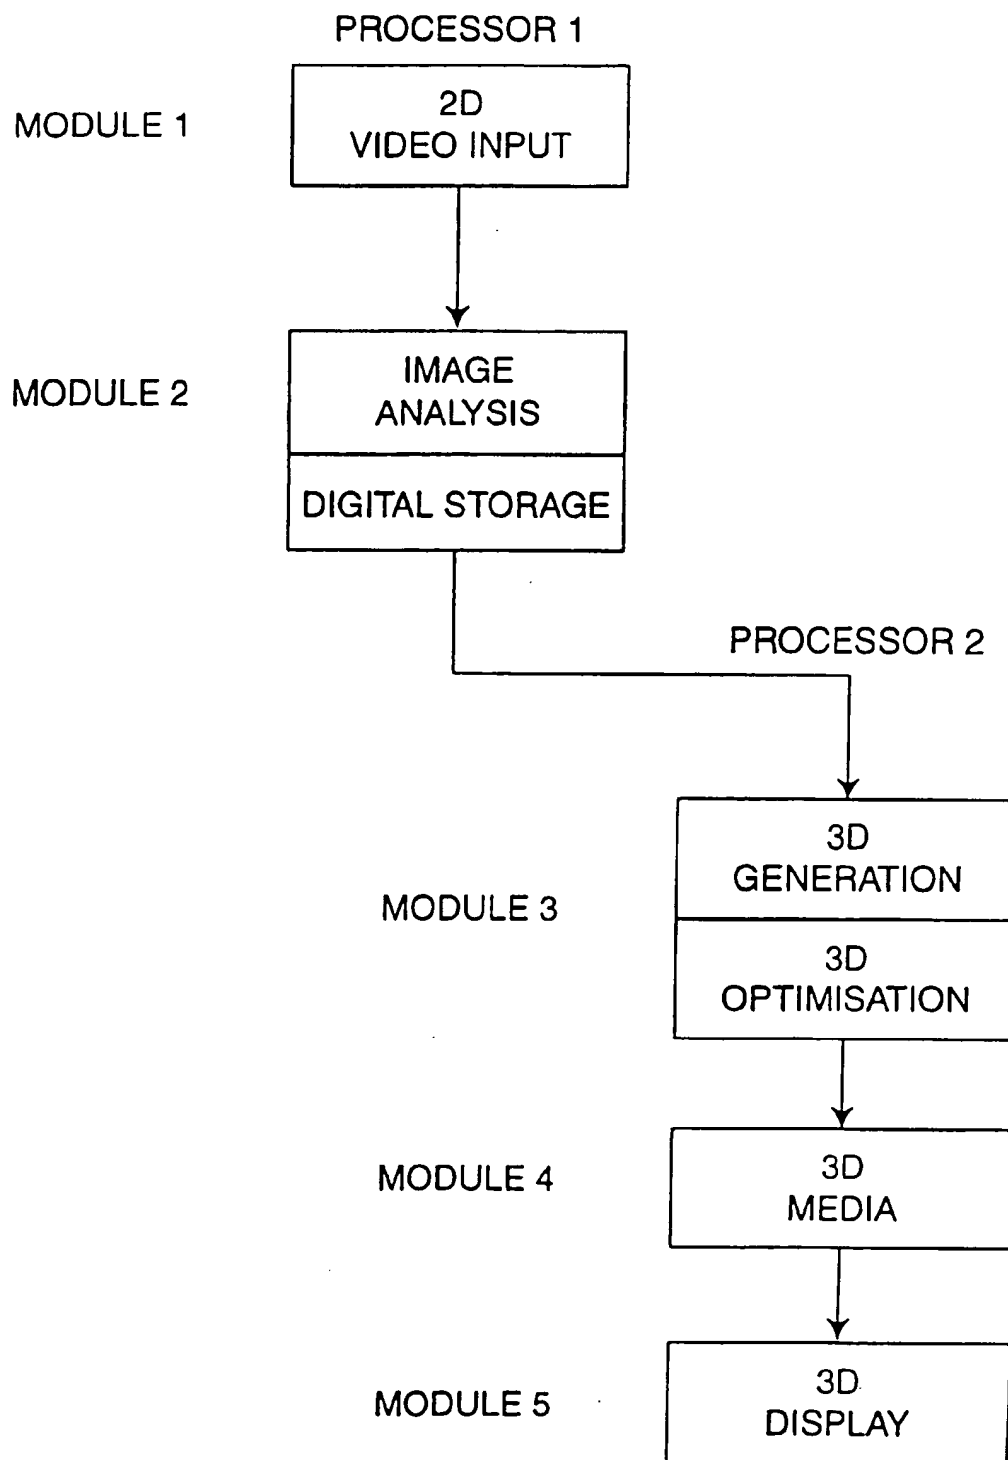 PROCESSOR 1
MODULE 1
2D
VIDEO INPUT
MODULE 2
IMAGE
ANALYSIS
DIGITAL STORAGE
PROCESSOR 2
MODULE 3
3D
GENERATION
3D
OPTIMISATION
MODULE 4
3D
MEDIA
MODULE 5
3D
DISPLAY